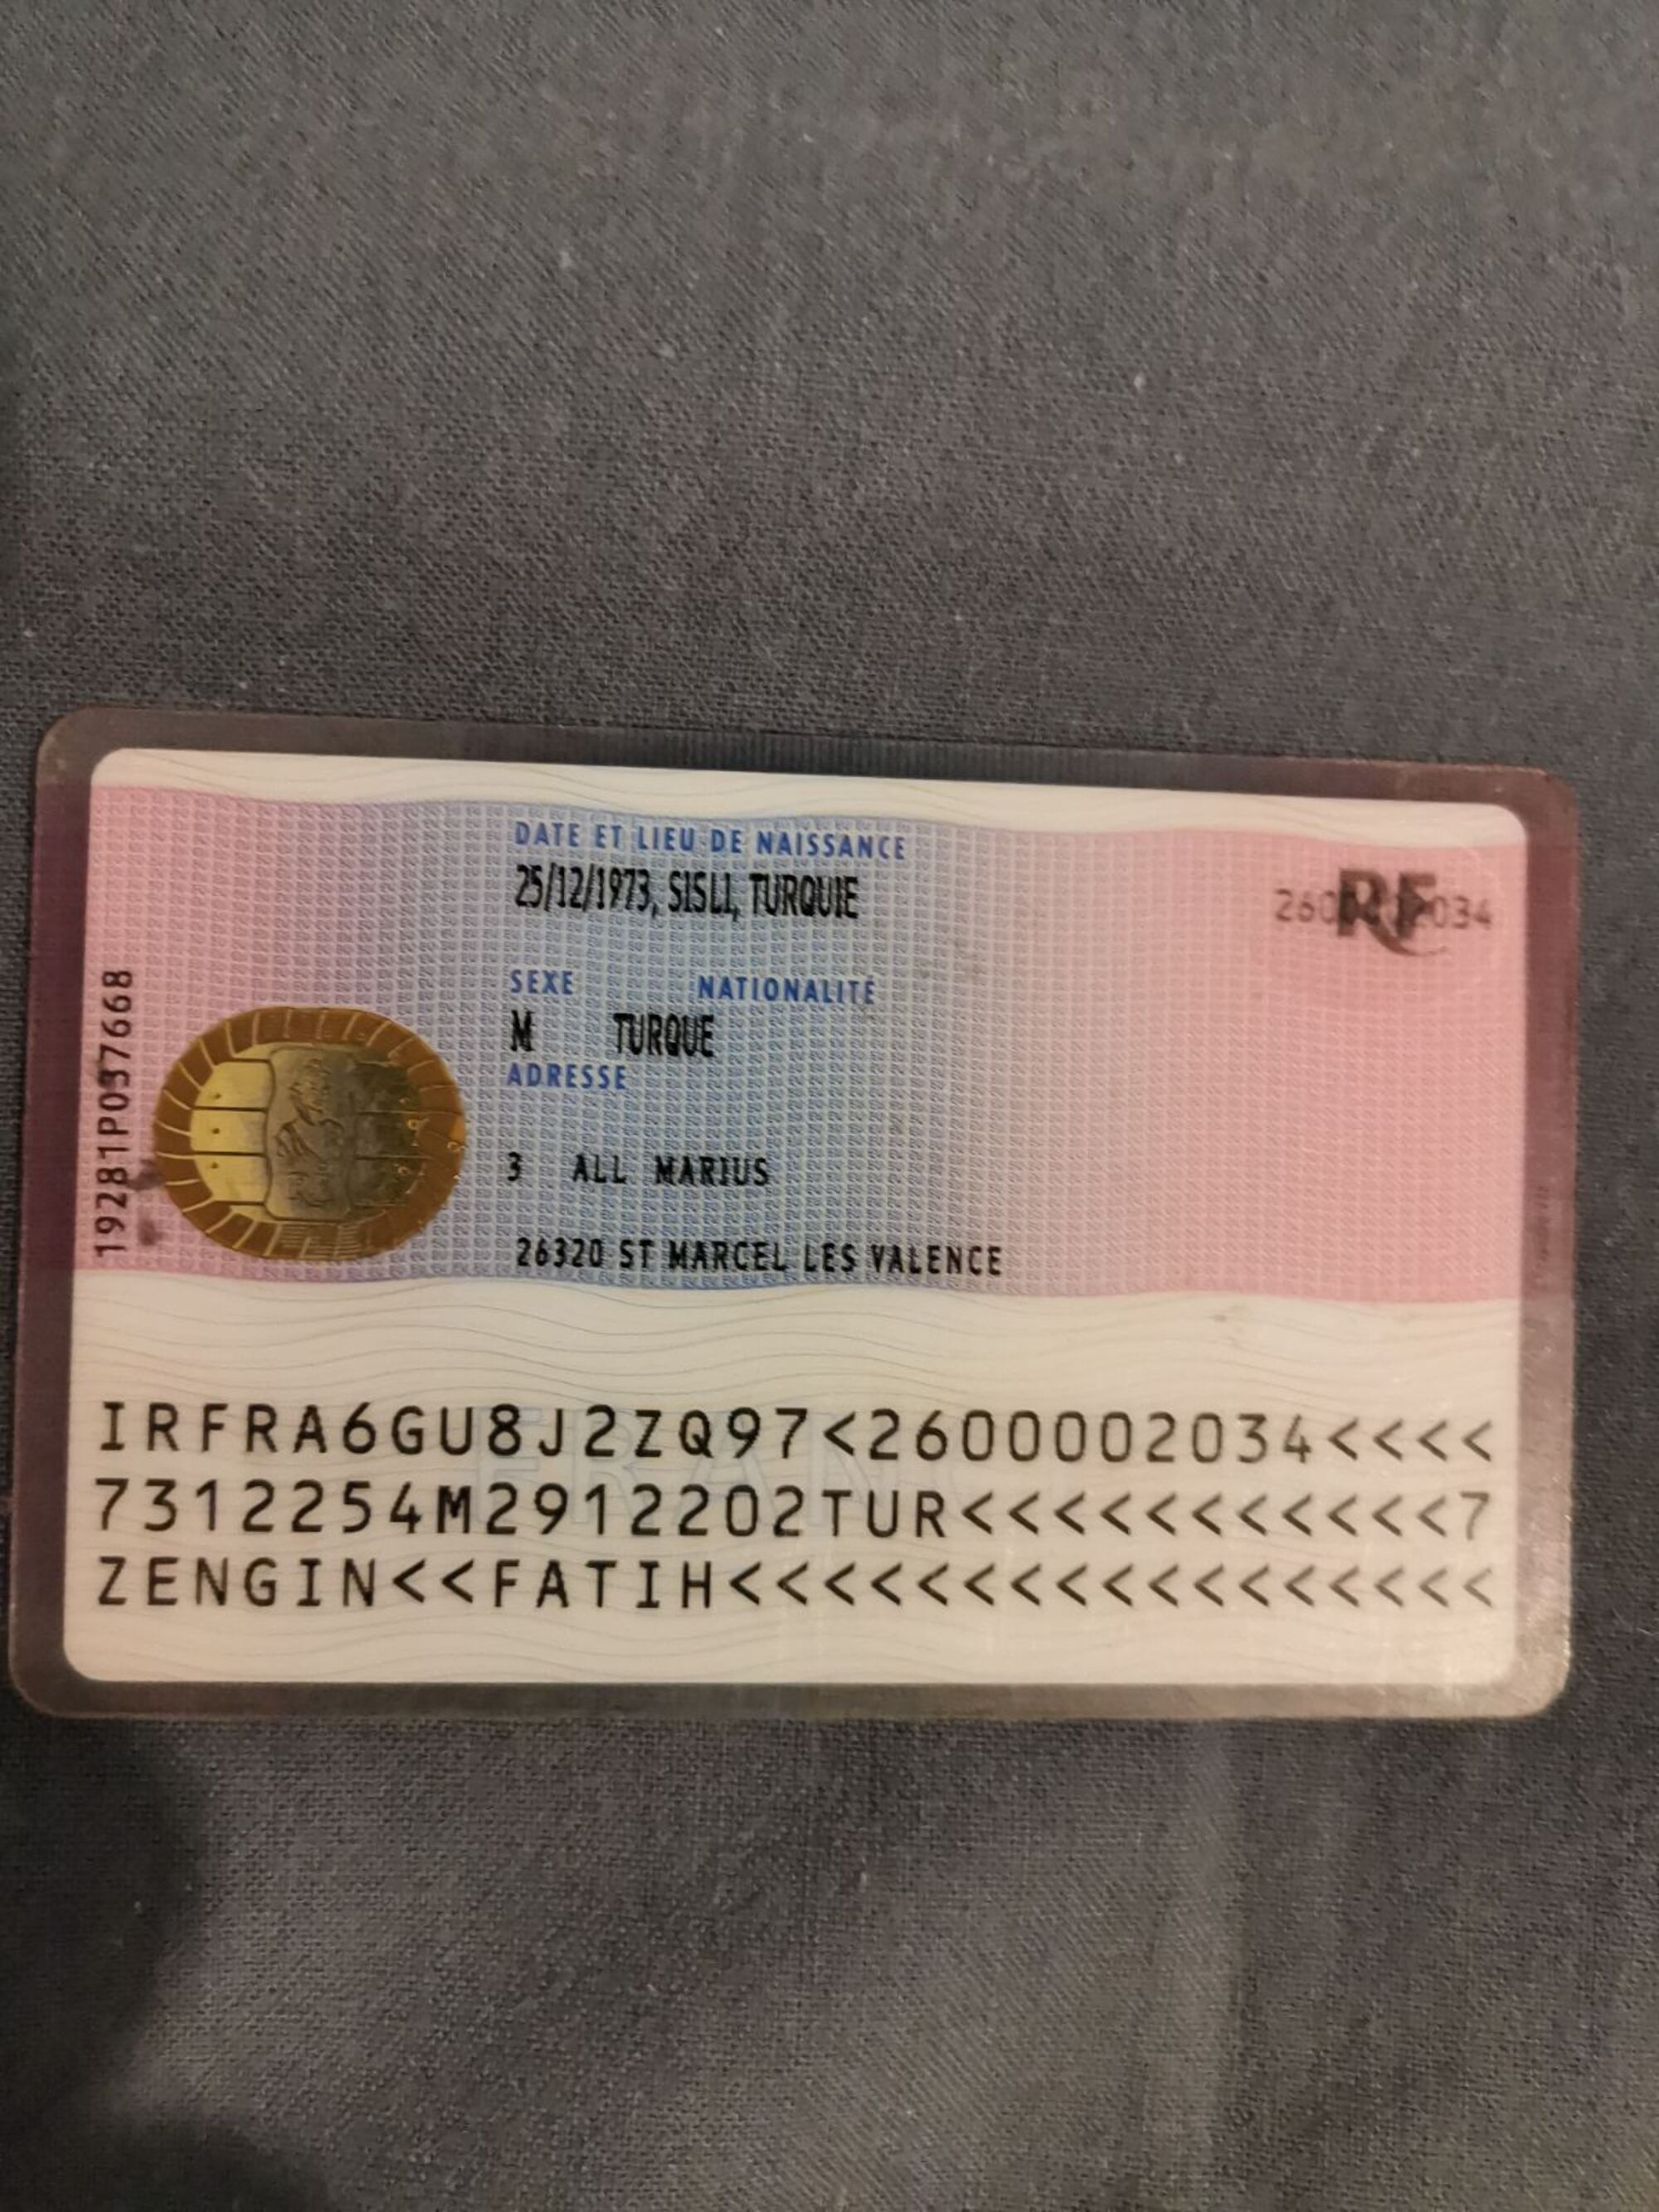 DATE ET LIEU DE NAISSANCE
25/12/1973, SISLI, TURQUIE
RF
SEXE NATIONALITÉ
M TURQUE
ADRESSE
3 ALL MARIUS
26320 ST MARCEL LES VALENCE
19281P037668
IRFRA6GU8J2ZQ97<2600002034<<<<
7312254M2912202TUR<<<<<<<<<<<7
ZENGIN<<FATIH<<<<<<<<<<<<<<<<<